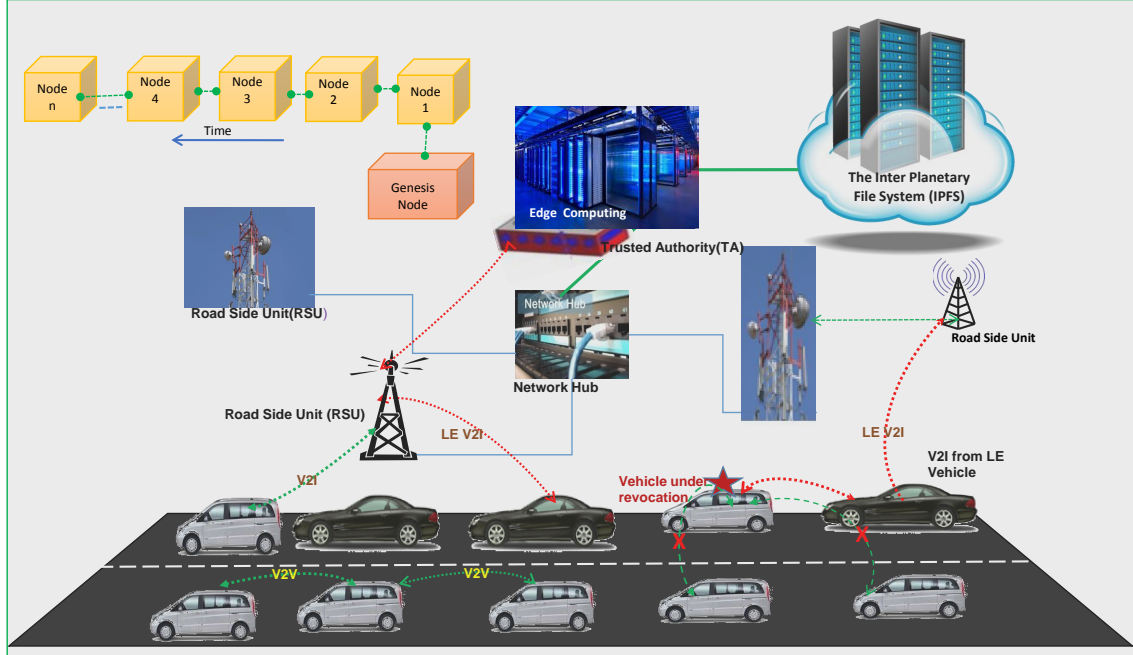 Node
n
Node
4
Node
3
Node
2
Node
1
Time
Genesis
Node
Edge Computing
The Inter Planetary
File System (IPFS)
Trusted Authority(TA)
Road Side Unit(RSU)
Network Hub
Network Hub
Road Side Unit
Road Side Unit (RSU)
LE V2I
LE V2I
V2I from LE
Vehicle
V2I
Vehicle under
revocation
X
X
V2V
V2V